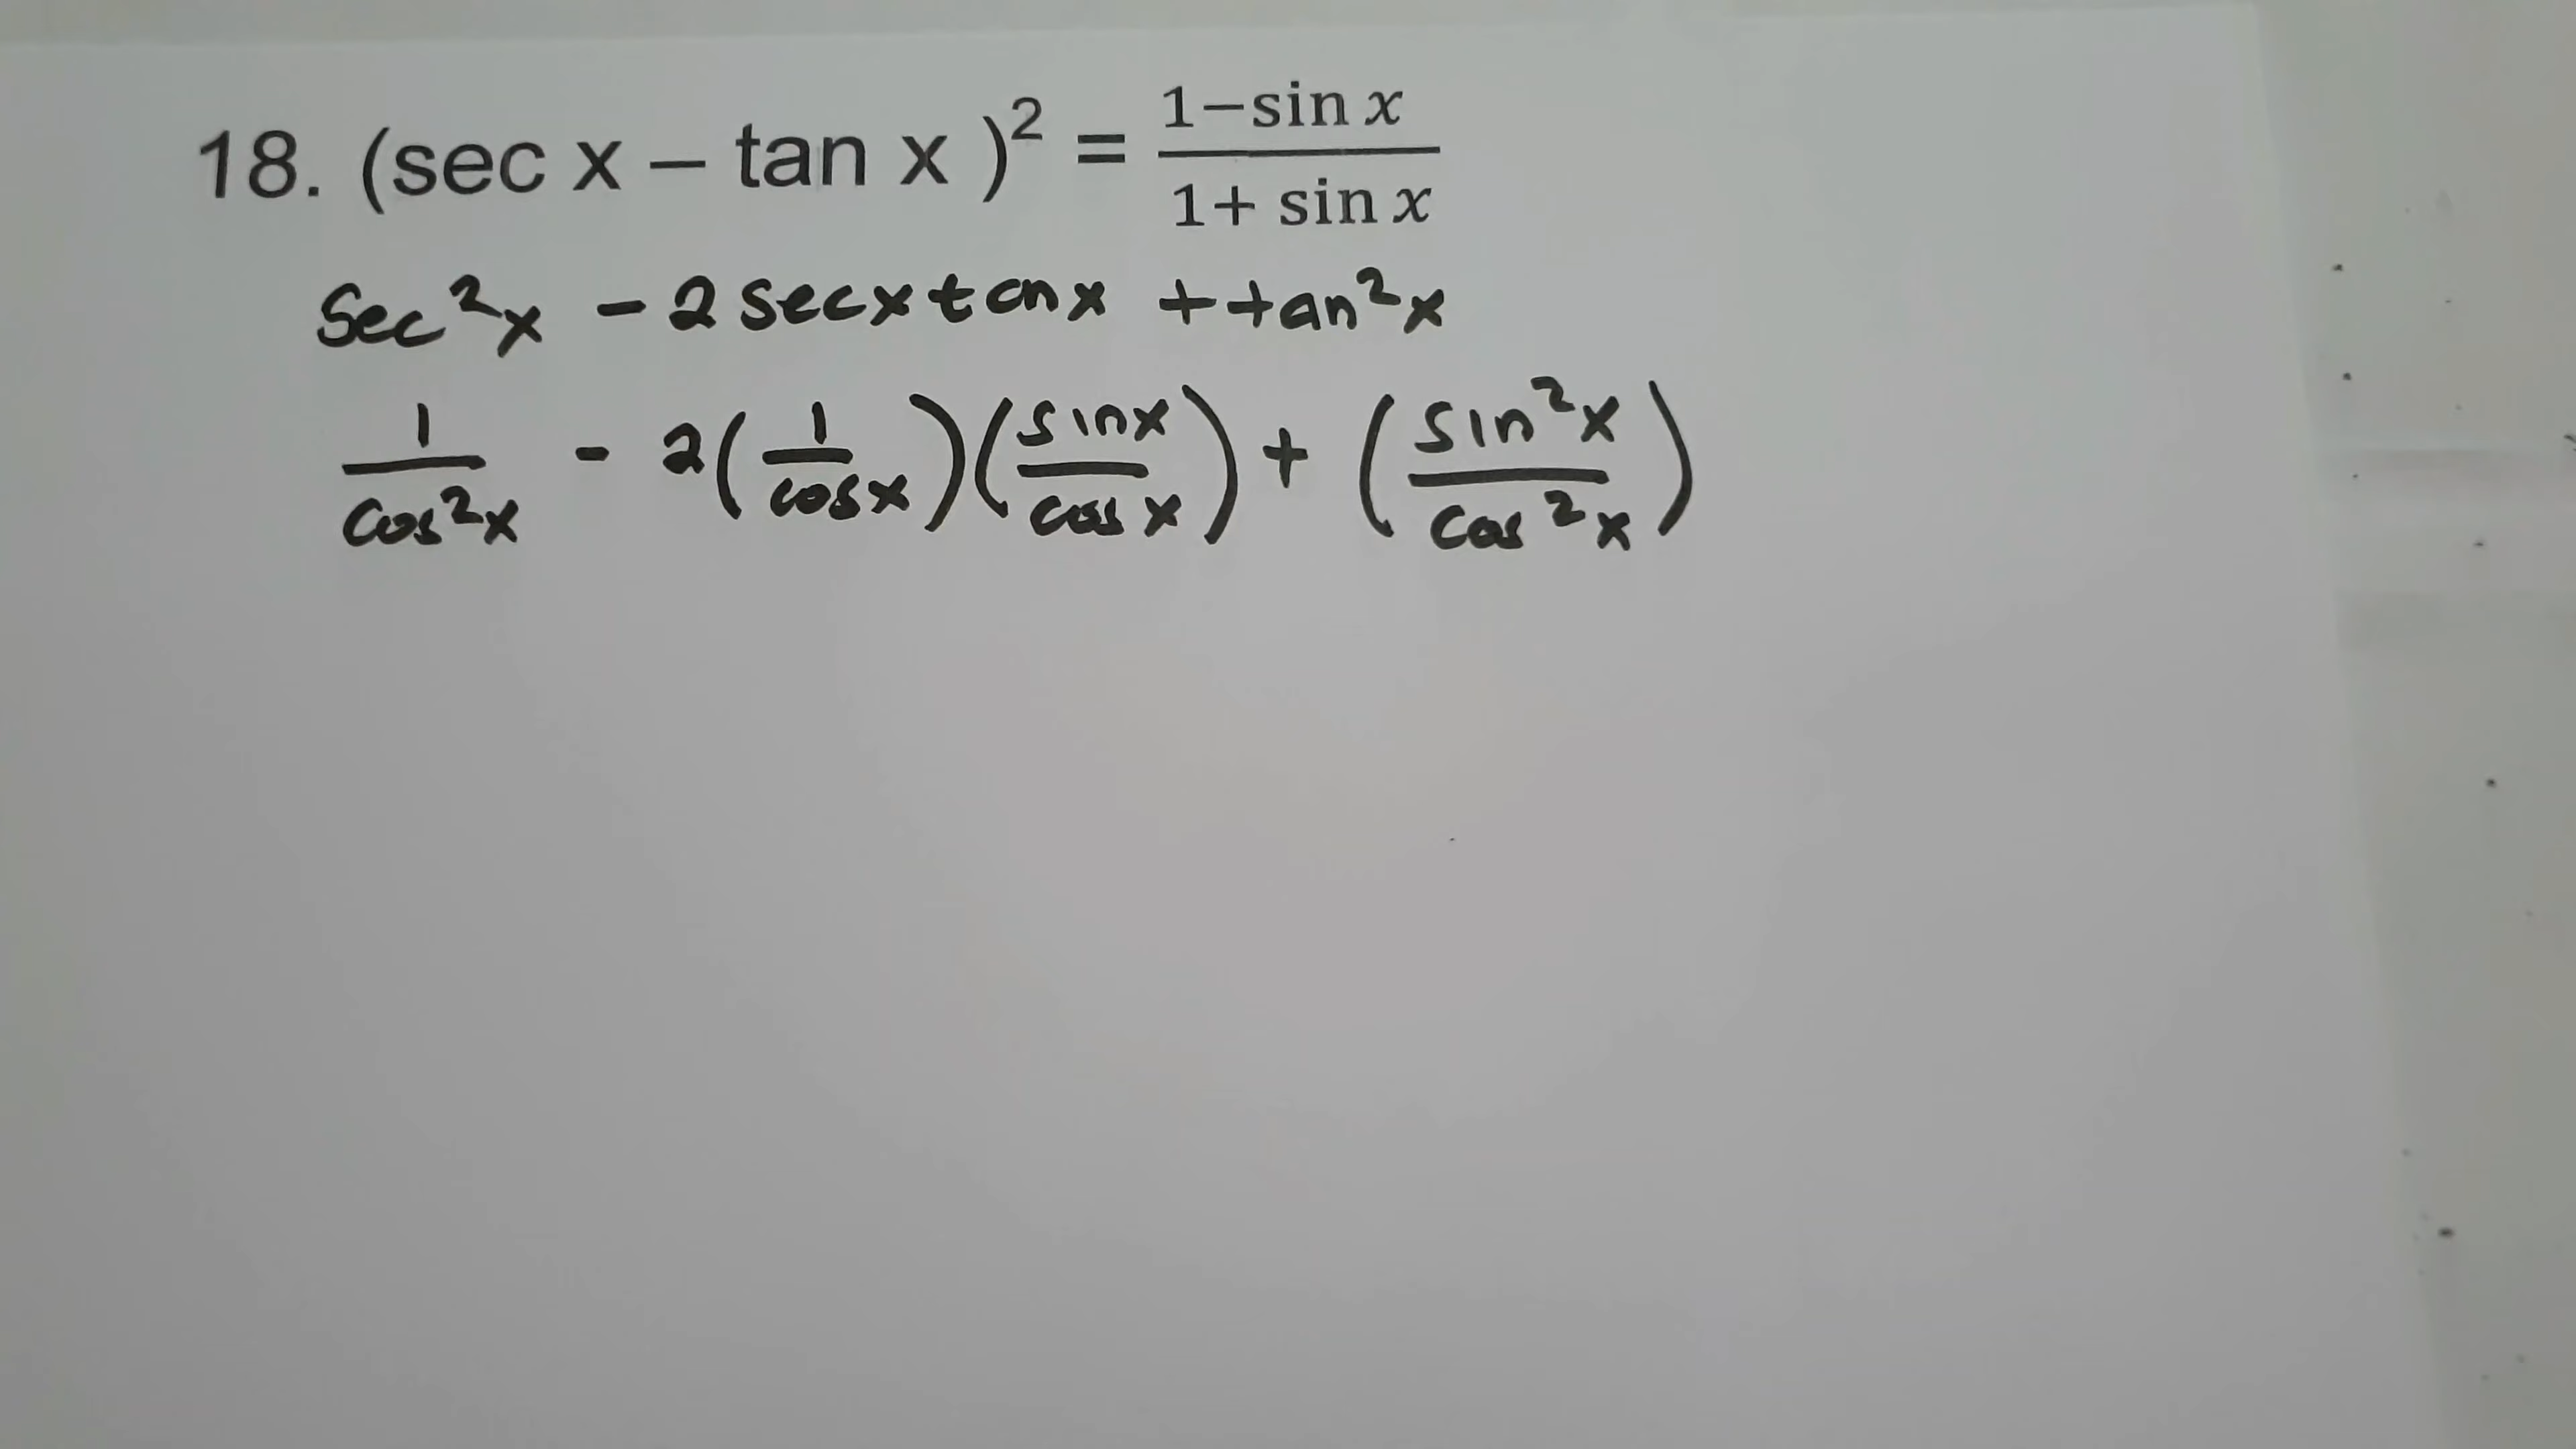 18. (sec x – tan x )² = (1−sin x)/(1+ sin x)
Sec²x - 2 secx tanx + tan²x
1/cos²x - 2(1/cosx)(sinx/cosx) + (sin²x/cos²x)